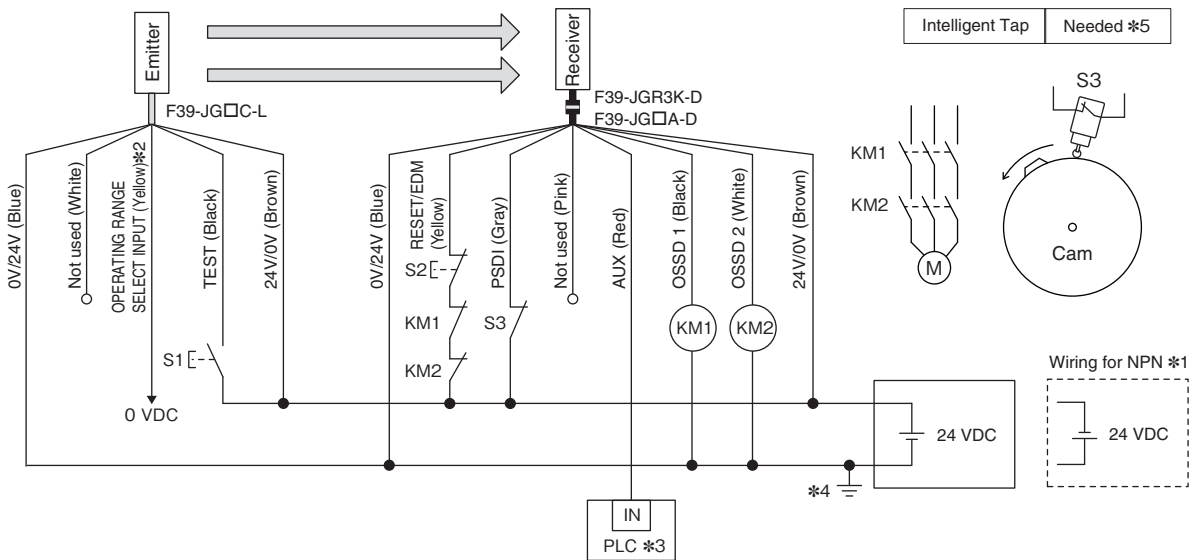 Emitter
Receiver
Intelligent Tap
Needed *5
F39-JG□C-L
F39-JGR3K-D
F39-JG□A-D
S3
0V/24V (Blue)
Not used (White)
OPERATING RANGE
SELECT INPUT (Yellow)*2
TEST (Black)
24V/0V (Brown)
0V/24V (Blue)
RESET/EDM
(Yellow)
PSDI (Gray)
Not used (Pink)
AUX (Red)
OSSD 1 (Black)
OSSD 2 (White)
24V/0V (Brown)
KM1
KM2
M
Cam
S2
KM1
KM2
S3
KM1
KM2
S1
0 VDC
Wiring for NPN *1
24 VDC
24 VDC
*4
IN
PLC *3